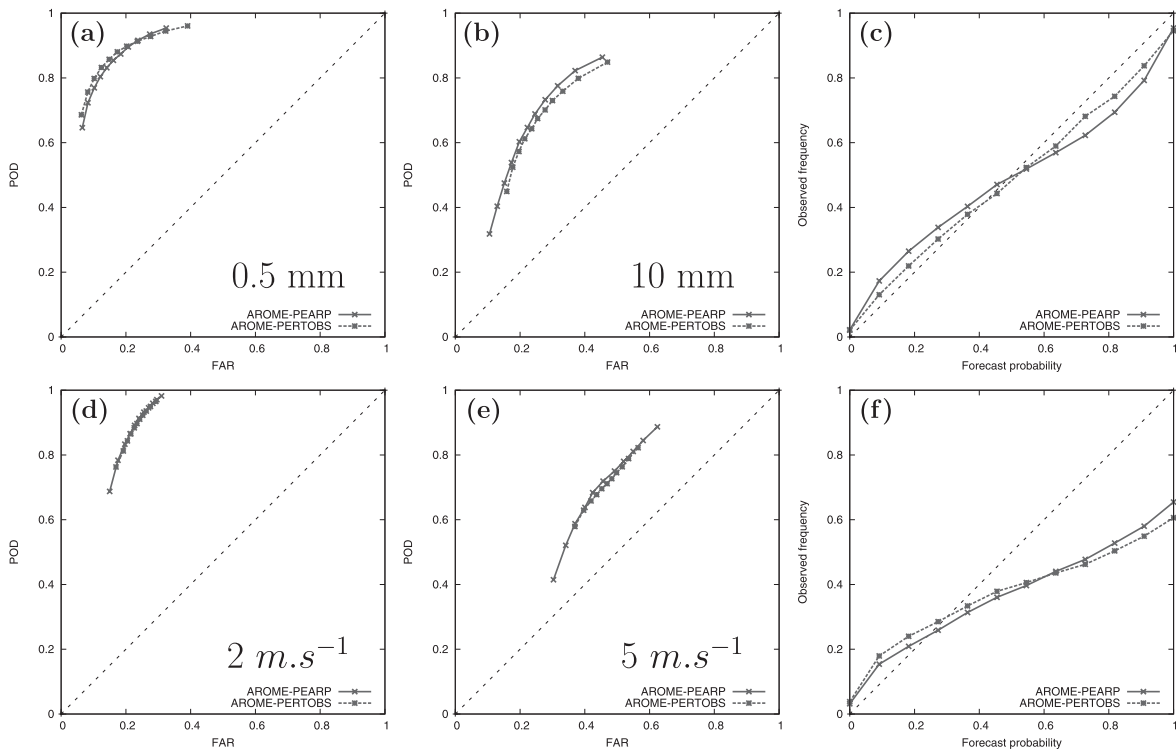 (a)
POD
1
0.8
0.6
0.4
0.2
0
0.5 mm
AROME-PEARP
AROME-PERTOBS
0 0.2 0.4 0.6 0.8 1
FAR
(b)
POD
1
0.8
0.6
0.4
0.2
0
10 mm
AROME-PEARP
AROME-PERTOBS
0 0.2 0.4 0.6 0.8 1
FAR
(c)
Observed frequency
1
0.8
0.6
0.4
0.2
0
AROME-PEARP
AROME-PERTOBS
0 0.2 0.4 0.6 0.8 1
Forecast probability
(d)
POD
1
0.8
0.6
0.4
0.2
0
2 m.s⁻¹
AROME-PEARP
AROME-PERTOBS
0 0.2 0.4 0.6 0.8 1
FAR
(e)
POD
1
0.8
0.6
0.4
0.2
0
5 m.s⁻¹
AROME-PEARP
AROME-PERTOBS
0 0.2 0.4 0.6 0.8 1
FAR
(f)
Observed frequency
1
0.8
0.6
0.4
0.2
0
AROME-PEARP
AROME-PERTOBS
0 0.2 0.4 0.6 0.8 1
Forecast probability